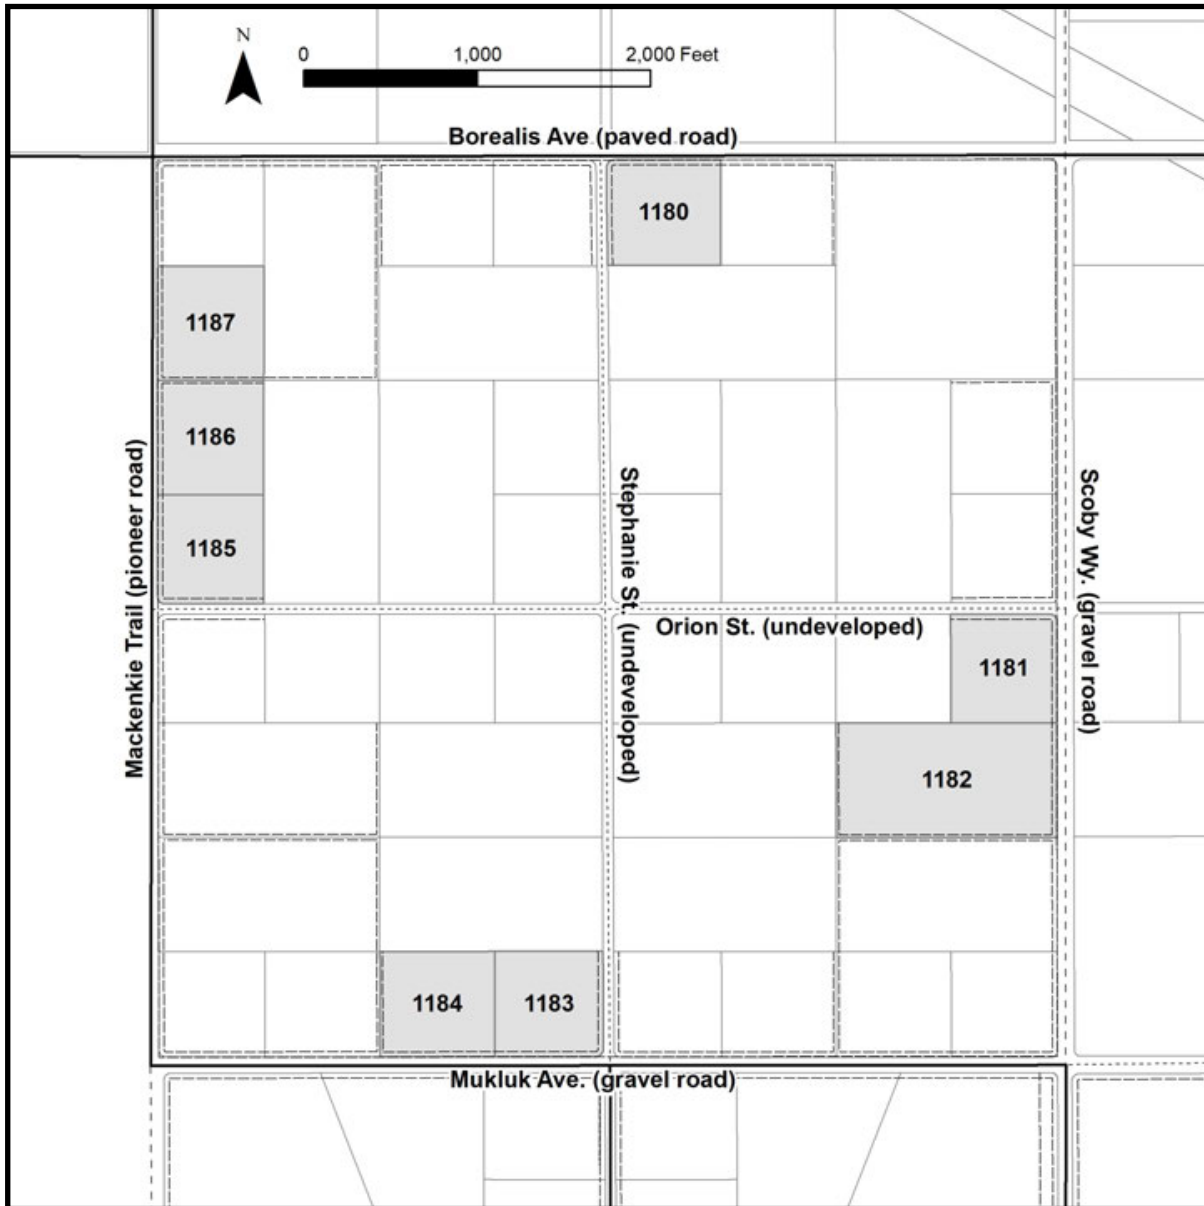 N
0 1,000 2,000 Feet
Borealis Ave (paved road)
1180
1187
1186
1185
Mackenkie Trail (pioneer road)
Stephanie St. (undeveloped)
Scoby Wy. (gravel road)
Orion St. (undeveloped)
1181
1182
1184
1183
Mukluk Ave. (gravel road)